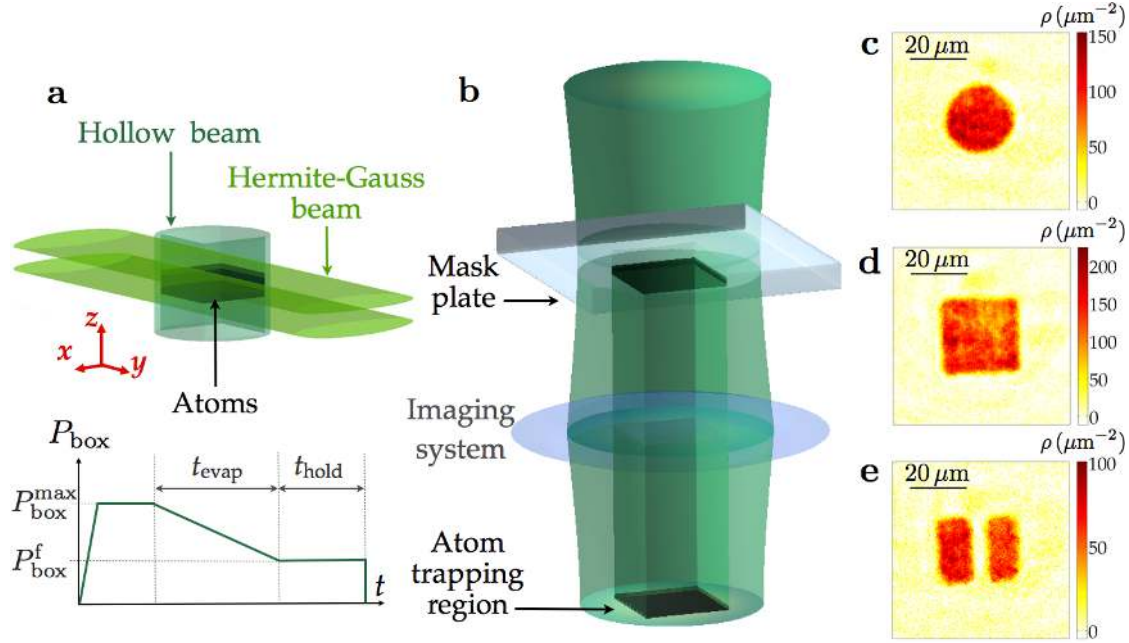 a
Hollow beam
Hermite-Gauss
beam
z
x
y
Atoms
P_box
t_evap
t_hold
P_box^max
P_box^f
t
b
Mask
plate
Imaging
system
Atom
trapping
region
c
ρ (μm⁻²)
20 μm
150
100
50
0
d
ρ (μm⁻²)
20 μm
200
150
100
50
0
e
ρ (μm⁻²)
20 μm
100
50
0